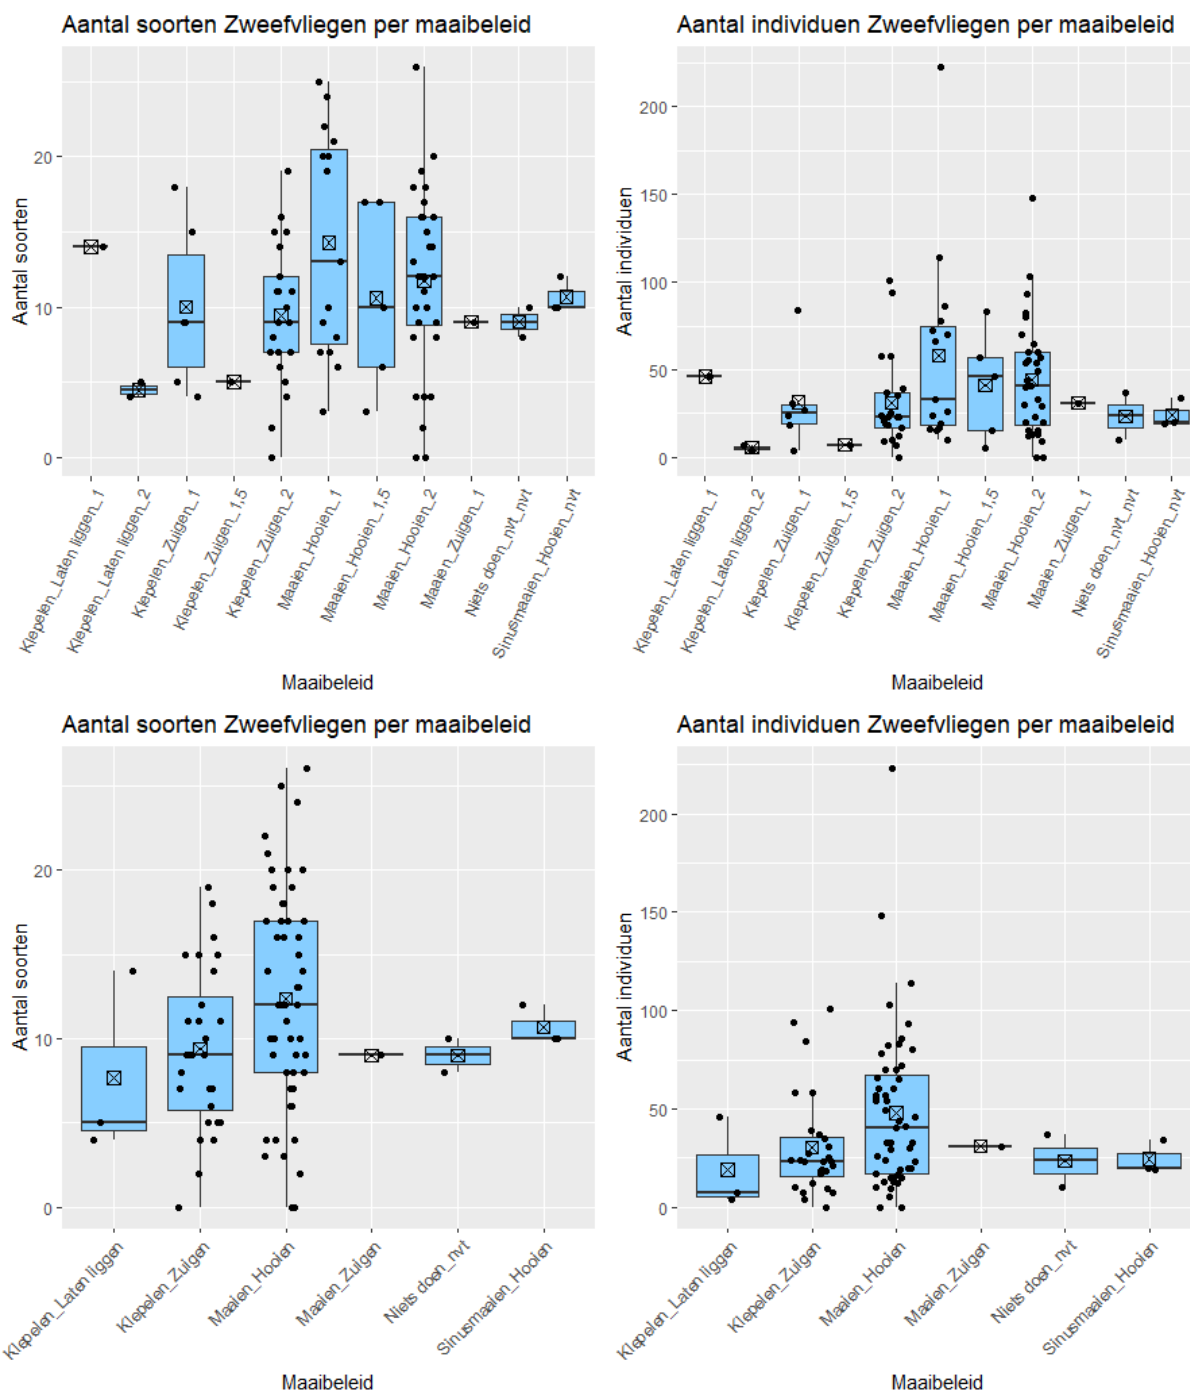 Aantal soorten Zweefvliegen per maaibeleid
Aantal soorten
20
10
0
Klepelen_Laten liggen_1
Klepelen_Laten liggen_2
Klepelen_Zuigen_1
Klepelen_Zuigen_1,5
Klepelen_Zuigen_2
Maaien_Hooien_1
Maaien_Hooien_1,5
Maaien_Hooien_2
Maaien_Zuigen_1
Niets doen_nvt_nvt
Sinusmaaien_Hooien_nvt
Maaibeleid
Aantal individuen Zweefvliegen per maaibeleid
Aantal individuen
200
150
100
50
0
Klepelen_Laten liggen_1
Klepelen_Laten liggen_2
Klepelen_Zuigen_1
Klepelen_Zuigen_1,5
Klepelen_Zuigen_2
Maaien_Hooien_1
Maaien_Hooien_1,5
Maaien_Hooien_2
Maaien_Zuigen_1
Niets doen_nvt_nvt
Sinusmaaien_Hooien_nvt
Maaibeleid
Aantal soorten Zweefvliegen per maaibeleid
Aantal soorten
20
10
0
Klepelen_Laten liggen
Klepelen_Zuigen
Maaien_Hooien
Maaien_Zuigen
Niets doen_nvt
Sinusmaaien_Hooien
Maaibeleid
Aantal individuen Zweefvliegen per maaibeleid
Aantal individuen
200
150
100
50
0
Klepelen_Laten liggen
Klepelen_Zuigen
Maaien_Hooien
Maaien_Zuigen
Niets doen_nvt
Sinusmaaien_Hooien
Maaibeleid